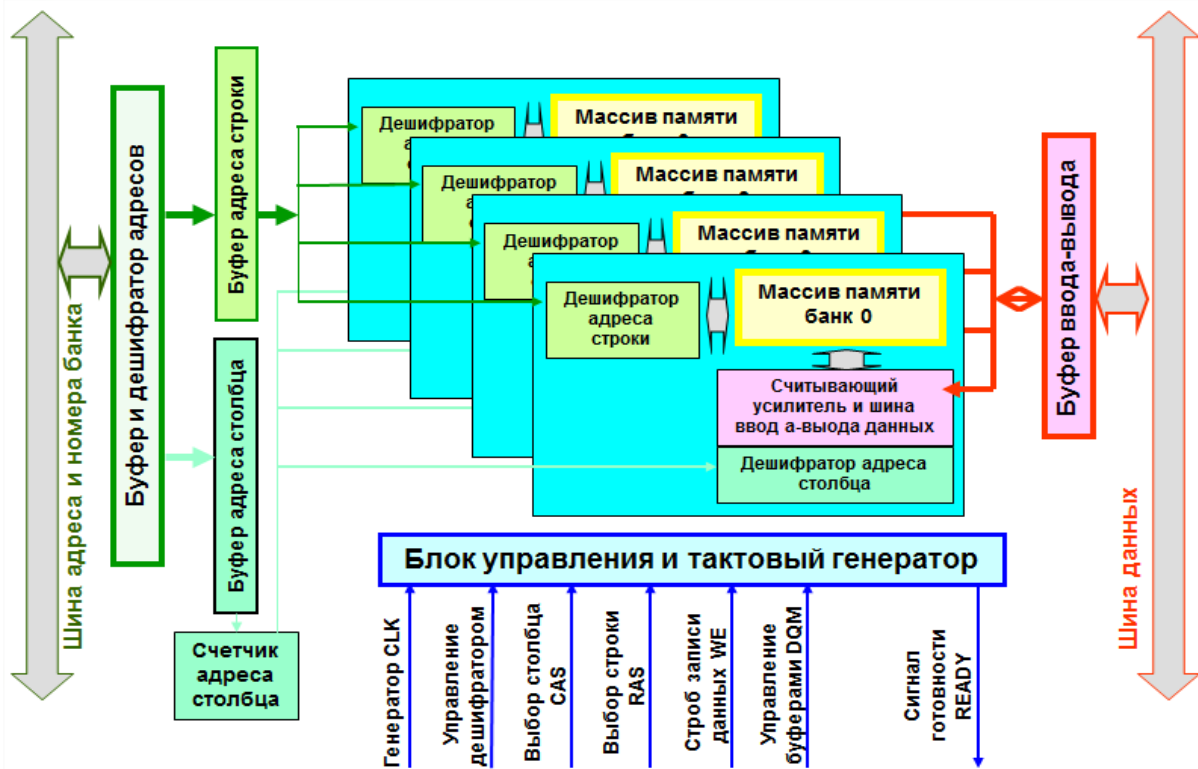 Шина адреса и номера банка
Буфер и дешифратор адресов
Буфер адреса строки
Буфер адреса столбца
Счетчик
адреса
столбца
Дешифратор
Массив памяти
Дешифратор
Массив памяти
Дешифратор
Массив памяти
Дешифратор
адреса
строки
Массив памяти
банк 0
Считывающий
усилитель и шина
ввод а-выода данных
Дешифратор адреса
столбца
Буфер ввода-вывода
Шина данных
Блок управления и тактовый генератор
Генератор CLK
Управление
дешифратором
Выбор столбца
CAS
Выбор строки
RAS
Строб записи
данных WE
Управление
буферами DQM
Сигнал
готовности
READY